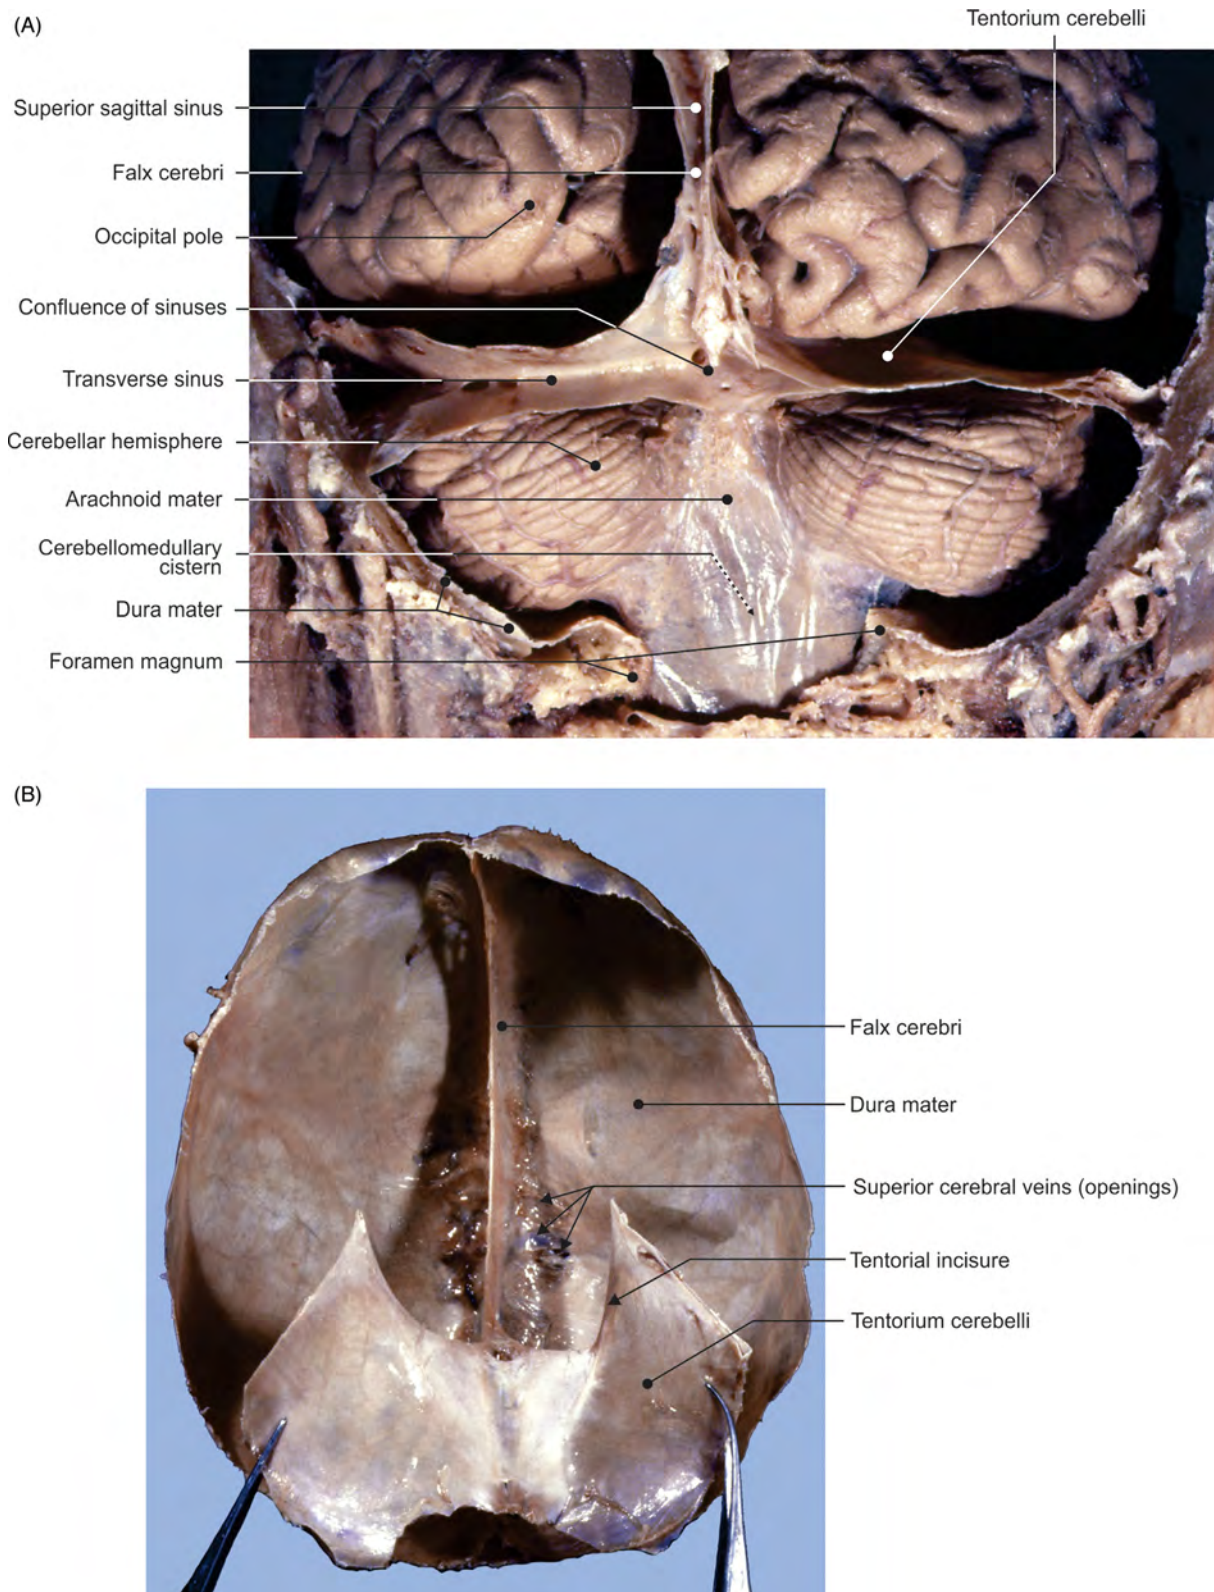 (A)
Tentorium cerebelli
Superior sagittal sinus
Falx cerebri
Occipital pole
Confluence of sinuses
Transverse sinus
Cerebellar hemisphere
Arachnoid mater
Cerebellomedullary
cistern
Dura mater
Foramen magnum
(B)
Falx cerebri
Dura mater
Superior cerebral veins (openings)
Tentorial incisure
Tentorium cerebelli